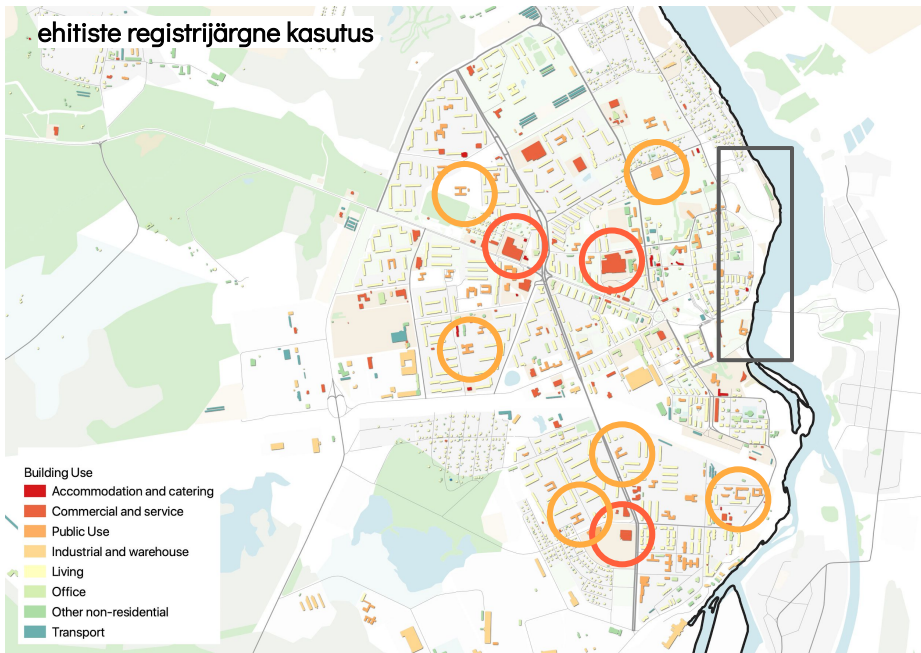 ehitiste registrijärgne kasutus
Building Use
Accommodation and catering
Commercial and service
Public Use
Industrial and warehouse
Living
Office
Other non-residential
Transport